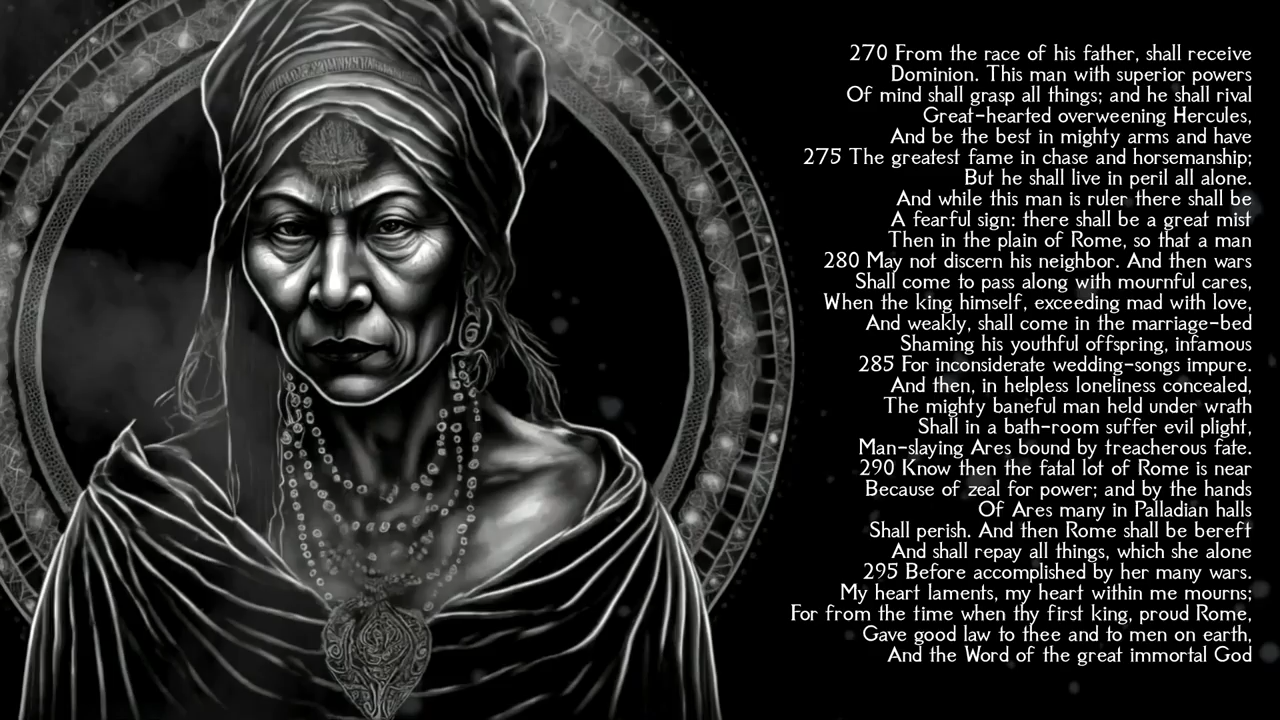 270 From the race of his father, shall receive
Dominion. This man with superior powers
Of mind shall grasp all things; and he shall rival
Great-hearted overweening Hercules,
And be the best in mighty arms and have
275 The greatest fame in chase and horsemanship;
But he shall live in peril all alone.
And while this man is ruler there shall be
A fearful sign: there shall be a great mist
Then in the plain of Rome, so that a man
280 May not discern his neighbor. And then wars
Shall come to pass along with mournful cares,
When the king himself, exceeding mad with love,
And weakly, shall come in the marriage-bed
Shaming his youthful offspring, infamous
285 For inconsiderate wedding-songs impure.
And then, in helpless loneliness concealed,
The mighty baneful man held under wrath
Shall in a bath-room suffer evil plight,
Man-slaying Ares bound by treacherous fate.
290 Know then the fatal lot of Rome is near
Because of zeal for power; and by the hands
Of Ares many in Palladian halls
Shall perish. And then Rome shall be bereft
And shall repay all things, which she alone
295 Before accomplished by her many wars.
My heart laments, my heart within me mourns;
For from the time when thy first king, proud Rome,
Gave good law to thee and to men on earth,
And the Word of the great immortal God